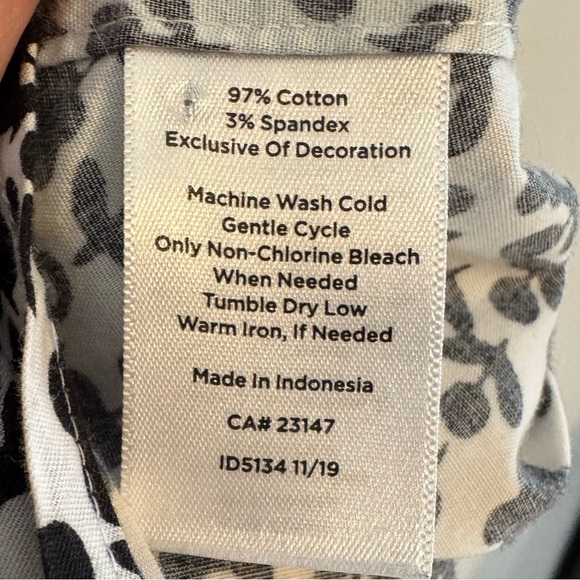 97% Cotton
3% Spandex
Exclusive Of Decoration
Machine Wash Cold
Gentle Cycle
Only Non-Chlorine Bleach
When Needed
Tumble Dry Low
Warm Iron, If Needed
Made In Indonesia
CA# 23147
ID5134 11/19